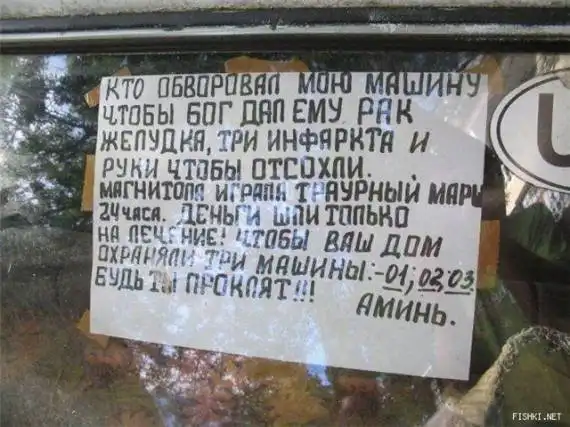 КТО ОБВОРОВАЛ МОЮ МАШИНУ
ЧТОБЫ БОГ ДАЛ ЕМУ РАК
ЖЕЛУДКА, ТРИ ИНФАРКТА И
РУКИ ЧТОБЫ ОТСОХЛИ.
МАГНИТОЛА ИГРАЛА ТРАУРНЫЙ МАРШ
24 ЧАСА. ДЕНЬГИ ШЛИ ТОЛЬКО
НА ЛЕЧЕНИЕ! ЧТОБЫ ВАШ ДОМ
ОХРАНЯЛИ ТРИ МАШИНЫ:-01; 02, 03.
БУДЬ ТЫ ПРОКЛЯТ!!!
АМИНЬ.
U
FISHKI.NET